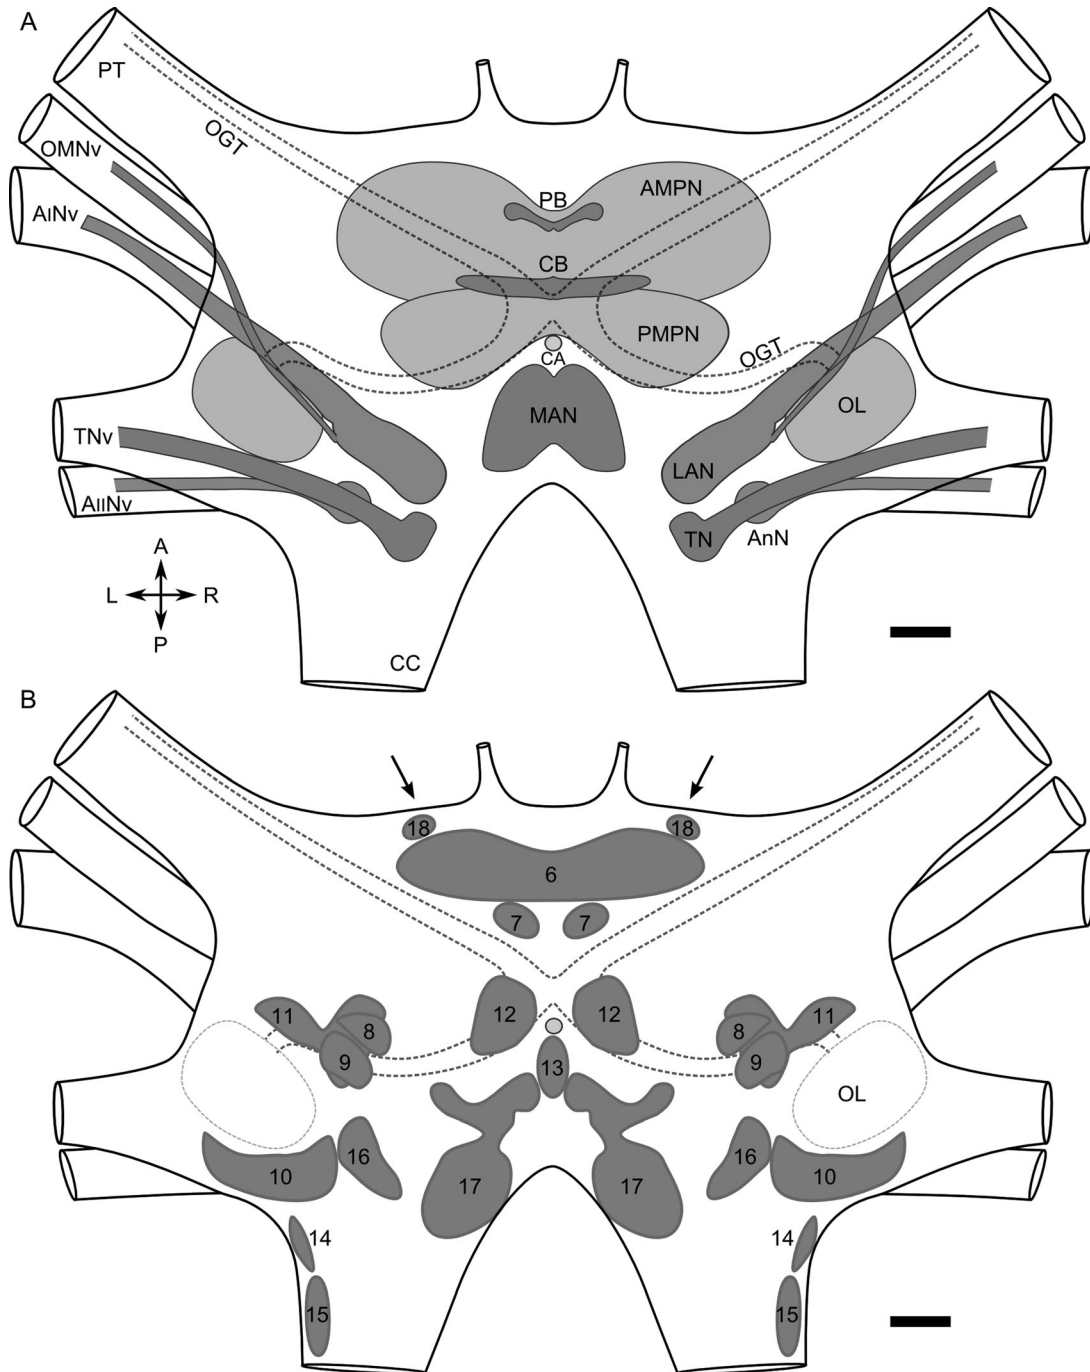 A
PT
OGT
OMNv
PB
AMPN
AINv
CB
PMPN
CA
OGT
MAN
OL
TNv
LAN
AIINv
TN
AnN
A
L R
P
CC
B
18 18
6
7 7
11 12 12 11
8 8
9 13 9
OL
16 16
10 17 17 10
14 14
15 15